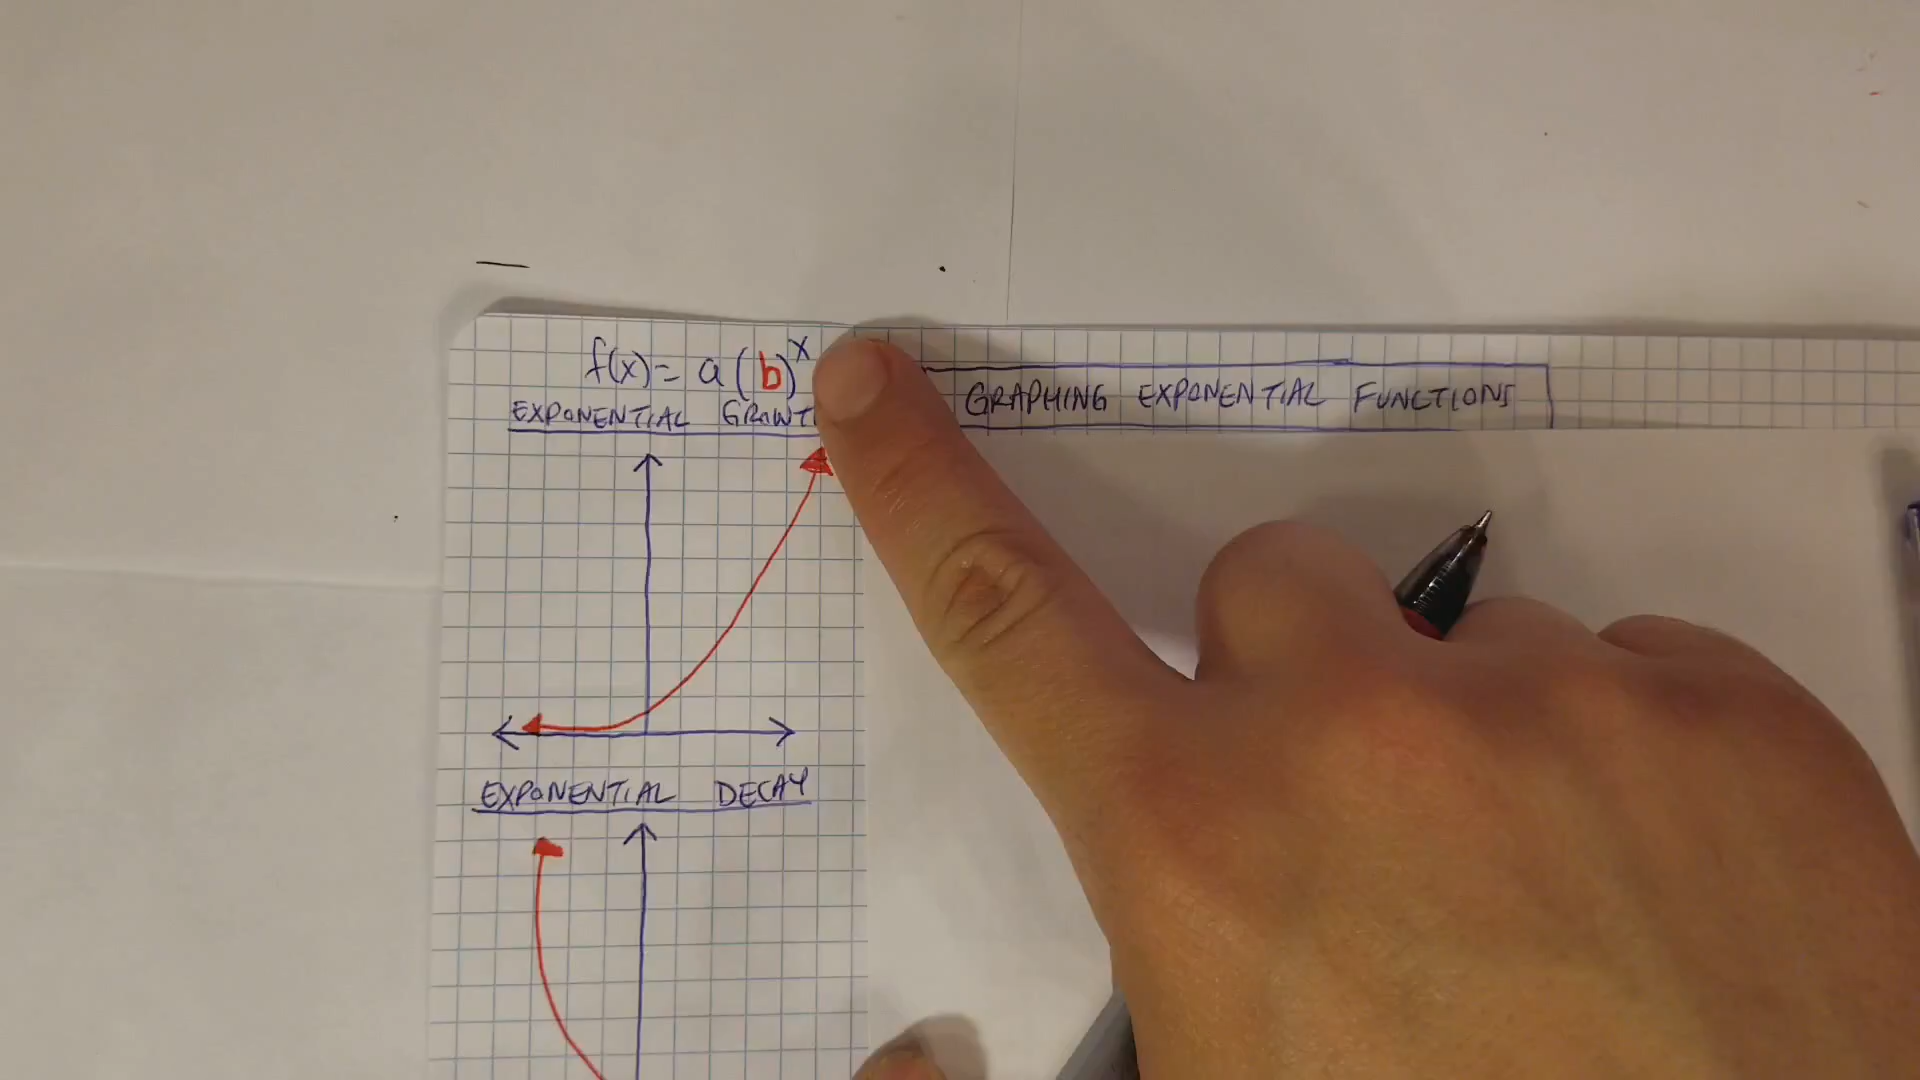 f(x)= a(b)^x
GRAPHING EXPONENTIAL FUNCTIONS
EXPONENTIAL
EXPONENTIAL DECAY